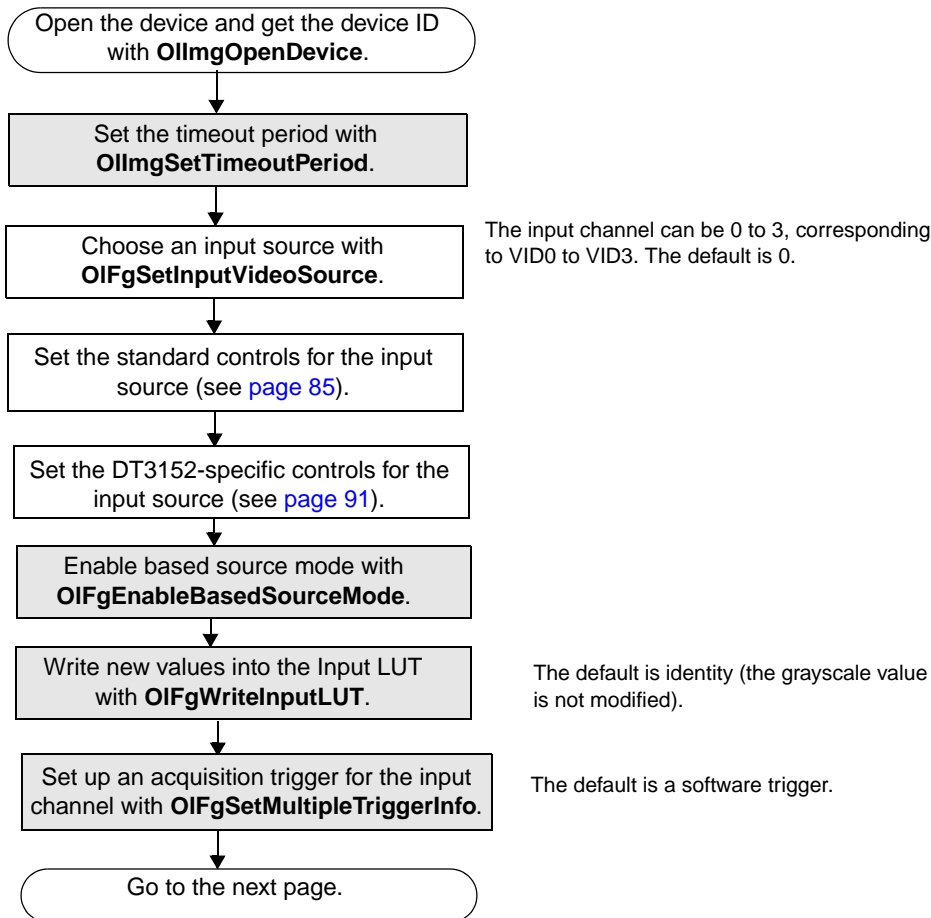 Open the device and get the device ID
with OlImgOpenDevice.
Set the timeout period with
OlImgSetTimeoutPeriod.
Choose an input source with
OlFgSetInputVideoSource.
The input channel can be 0 to 3, corresponding
to VID0 to VID3. The default is 0.
Set the standard controls for the input
source (see page 85).
Set the DT3152-specific controls for the
input source (see page 91).
Enable based source mode with
OlFgEnableBasedSourceMode.
Write new values into the Input LUT
with OlFgWriteInputLUT.
The default is identity (the grayscale value
is not modified).
Set up an acquisition trigger for the input
channel with OlFgSetMultipleTriggerInfo.
The default is a software trigger.
Go to the next page.